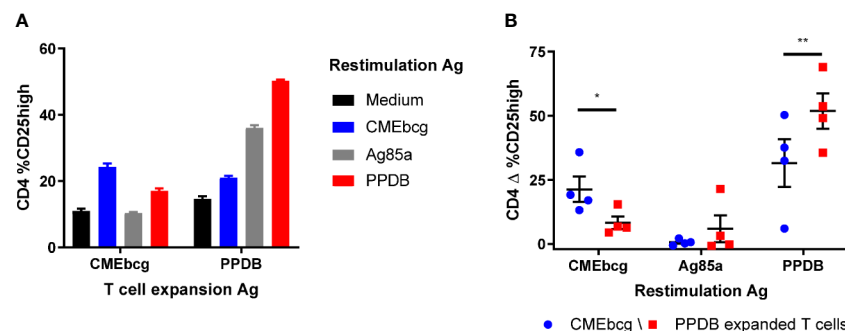 A
CD4 %CD25high
60
40
20
0
CMEbcg PPDB
T cell expansion Ag
Restimulation Ag
Medium
CMEbcg
Ag85a
PPDB
B
CD4 Δ %CD25high
75
50
25
0
*
**
CMEbcg Ag85a PPDB
Restimulation Ag
CMEbcg \ PPDB expanded T cells